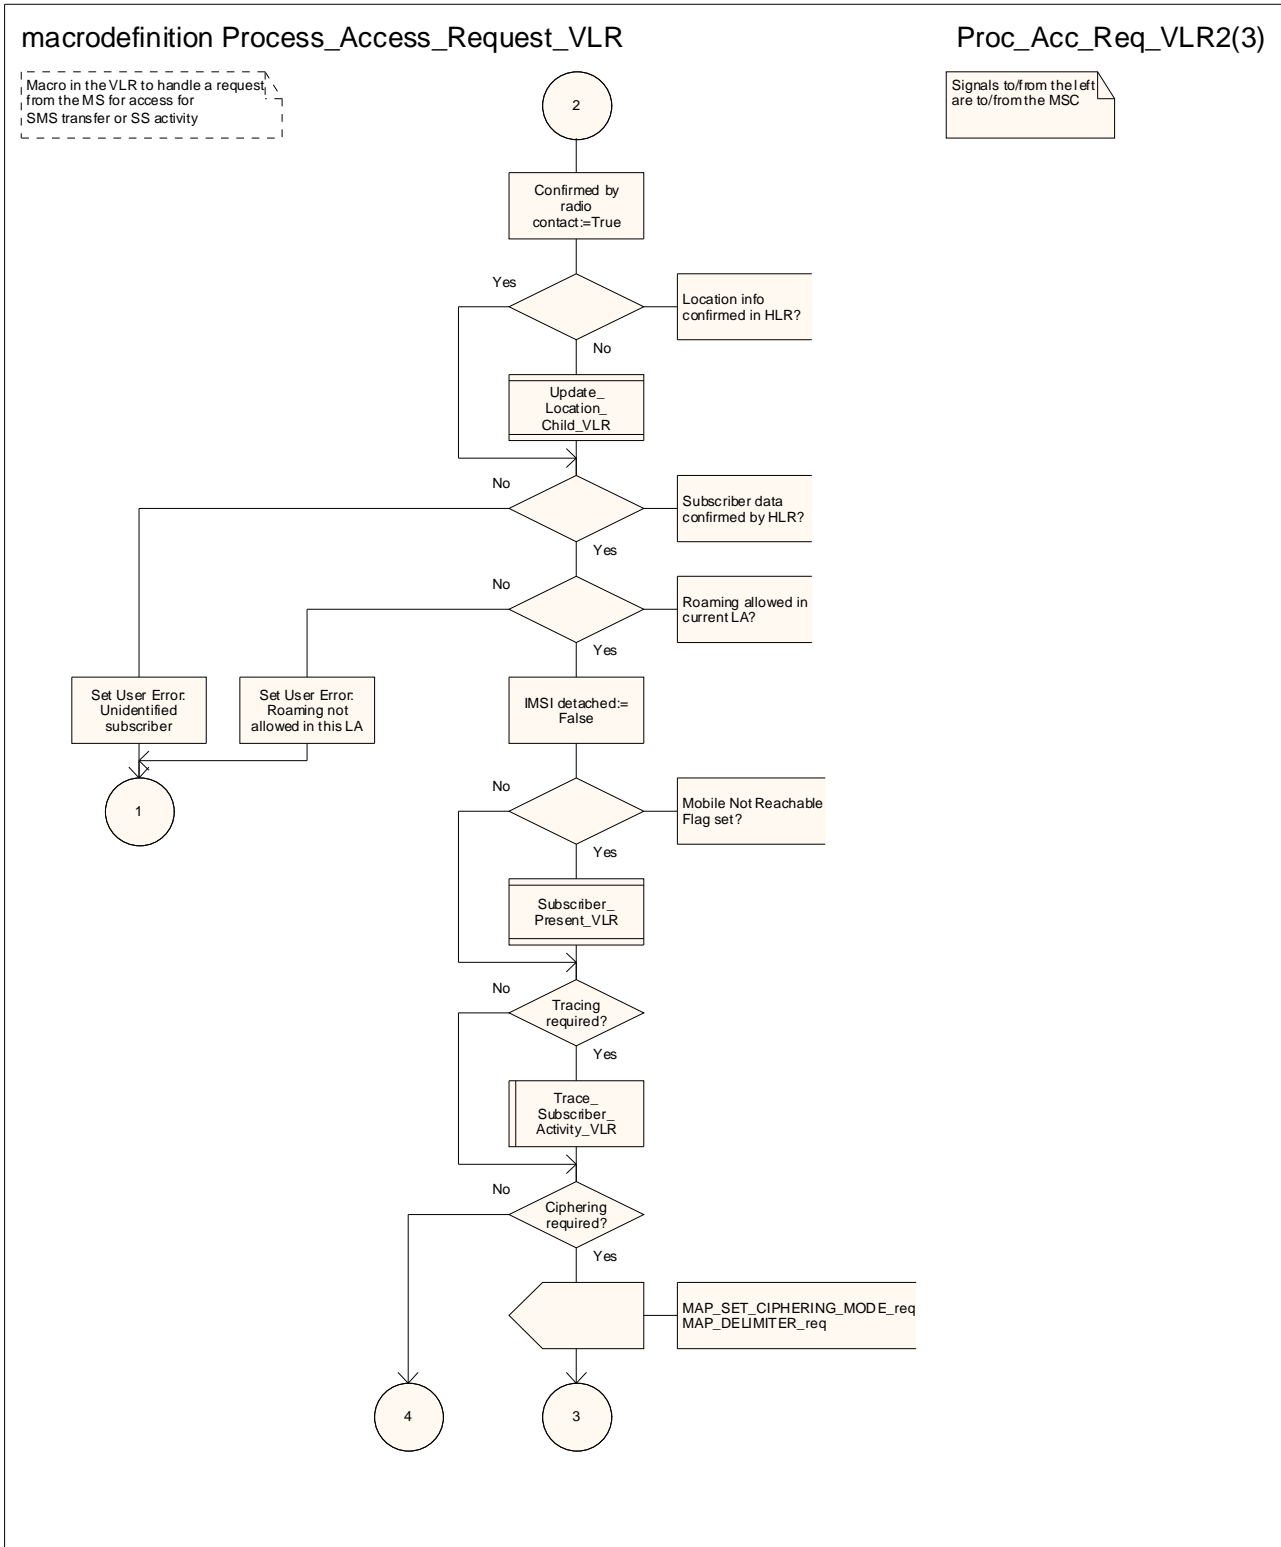 macrodefinition Process_Access_Request_VLR
Proc_Acc_Req_VLR2(3)
Macro in the VLR to handle a request
from the MS for access for
SMS transfer or SS activity
2
Signals to/from the left
are to/from the MSC
Confirmed by
radio
contact:=True
Yes
Location info
confirmed in HLR?
No
Update_
Location_
Child_VLR
No
Subscriber data
confirmed by HLR?
Yes
No
Roaming allowed in
current LA?
Yes
Set User Error:
Unidentified
subscriber
Set User Error:
Roaming not
allowed in this LA
IMSI detached:=
False
1
No
Mobile Not Reachable
Flag set?
Yes
Subscriber_
Present_VLR
No
Tracing
required?
Yes
Trace_
Subscriber_
Activity_VLR
No
Ciphering
required?
Yes
MAP_SET_CIPHERING_MODE_req
MAP_DELIMITER_req
4
3